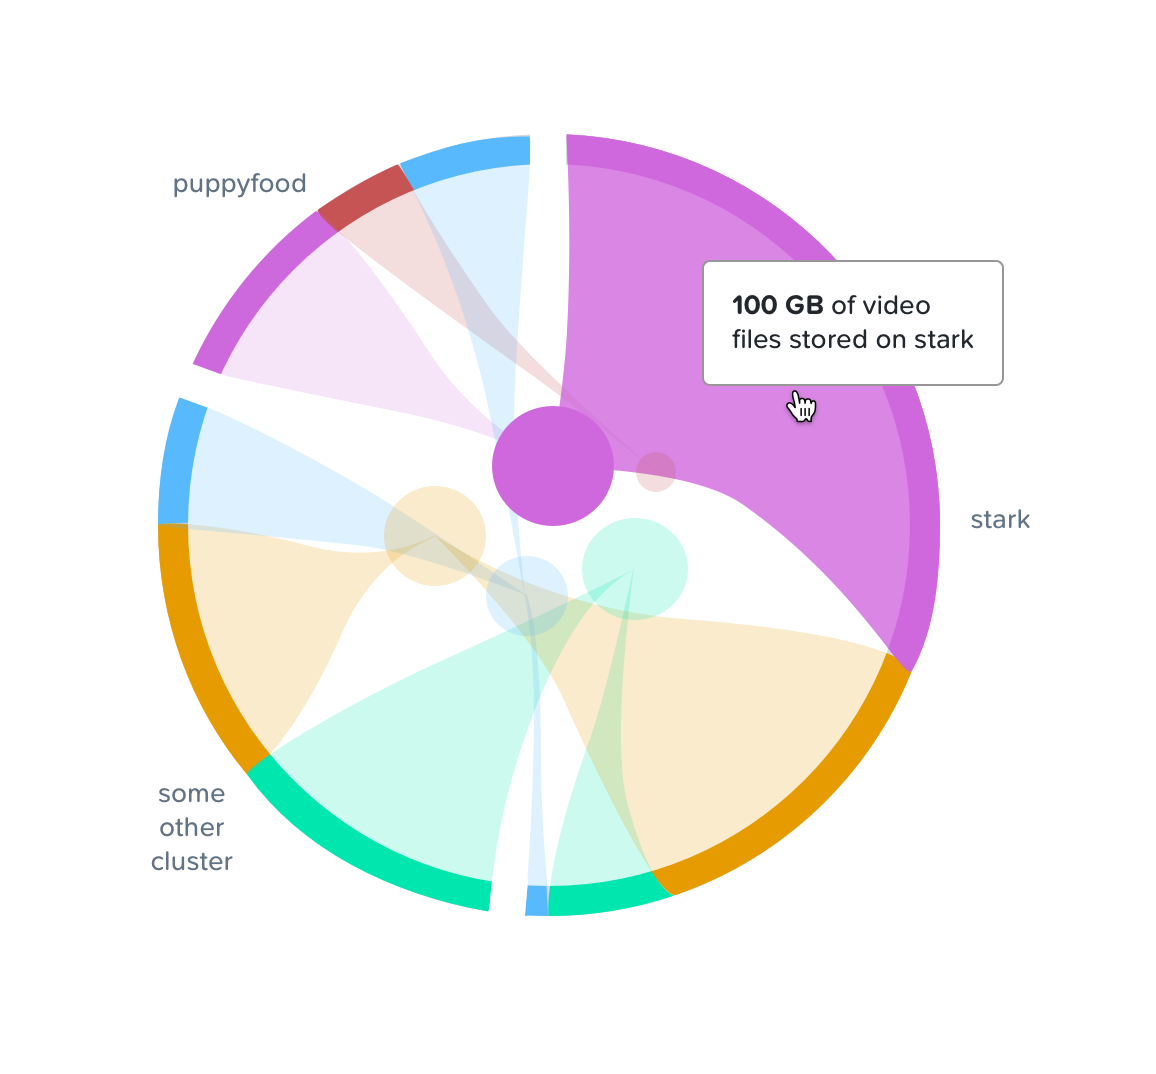 puppyfood
100 GB of video
files stored on stark
stark
some
other
cluster